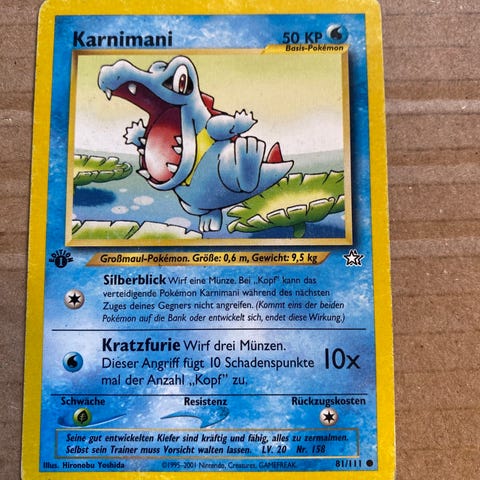 Karnimani
50 KP
Basis-Pokémon
Großmaul-Pokémon. Größe: 0,6 m, Gewicht: 9,5 kg
EDITION
1
Silberblick Wirf eine Münze. Bei „Kopf" kann das
verteidigende Pokémon Karnimani während des nächsten
Zuges deines Gegners nicht angreifen. (Kommt eins der beiden
Pokémon auf die Bank oder entwickelt sich, endet diese Wirkung.)
Kratzfurie Wirf drei Münzen.
Dieser Angriff fügt 10 Schadenspunkte
mal der Anzahl „Kopf" zu.
10x
Schwäche
Resistenz
Rückzugskosten
Seine gut entwickelten Kiefer sind kräftig und fähig, alles zu zermalmen.
Selbst sein Trainer muss Vorsicht walten lassen. LV. 20 Nr. 158
Illus. Hironobu Yoshida
©1995-2001 Nintendo, Creatures, GAMEFREAK.
81/111